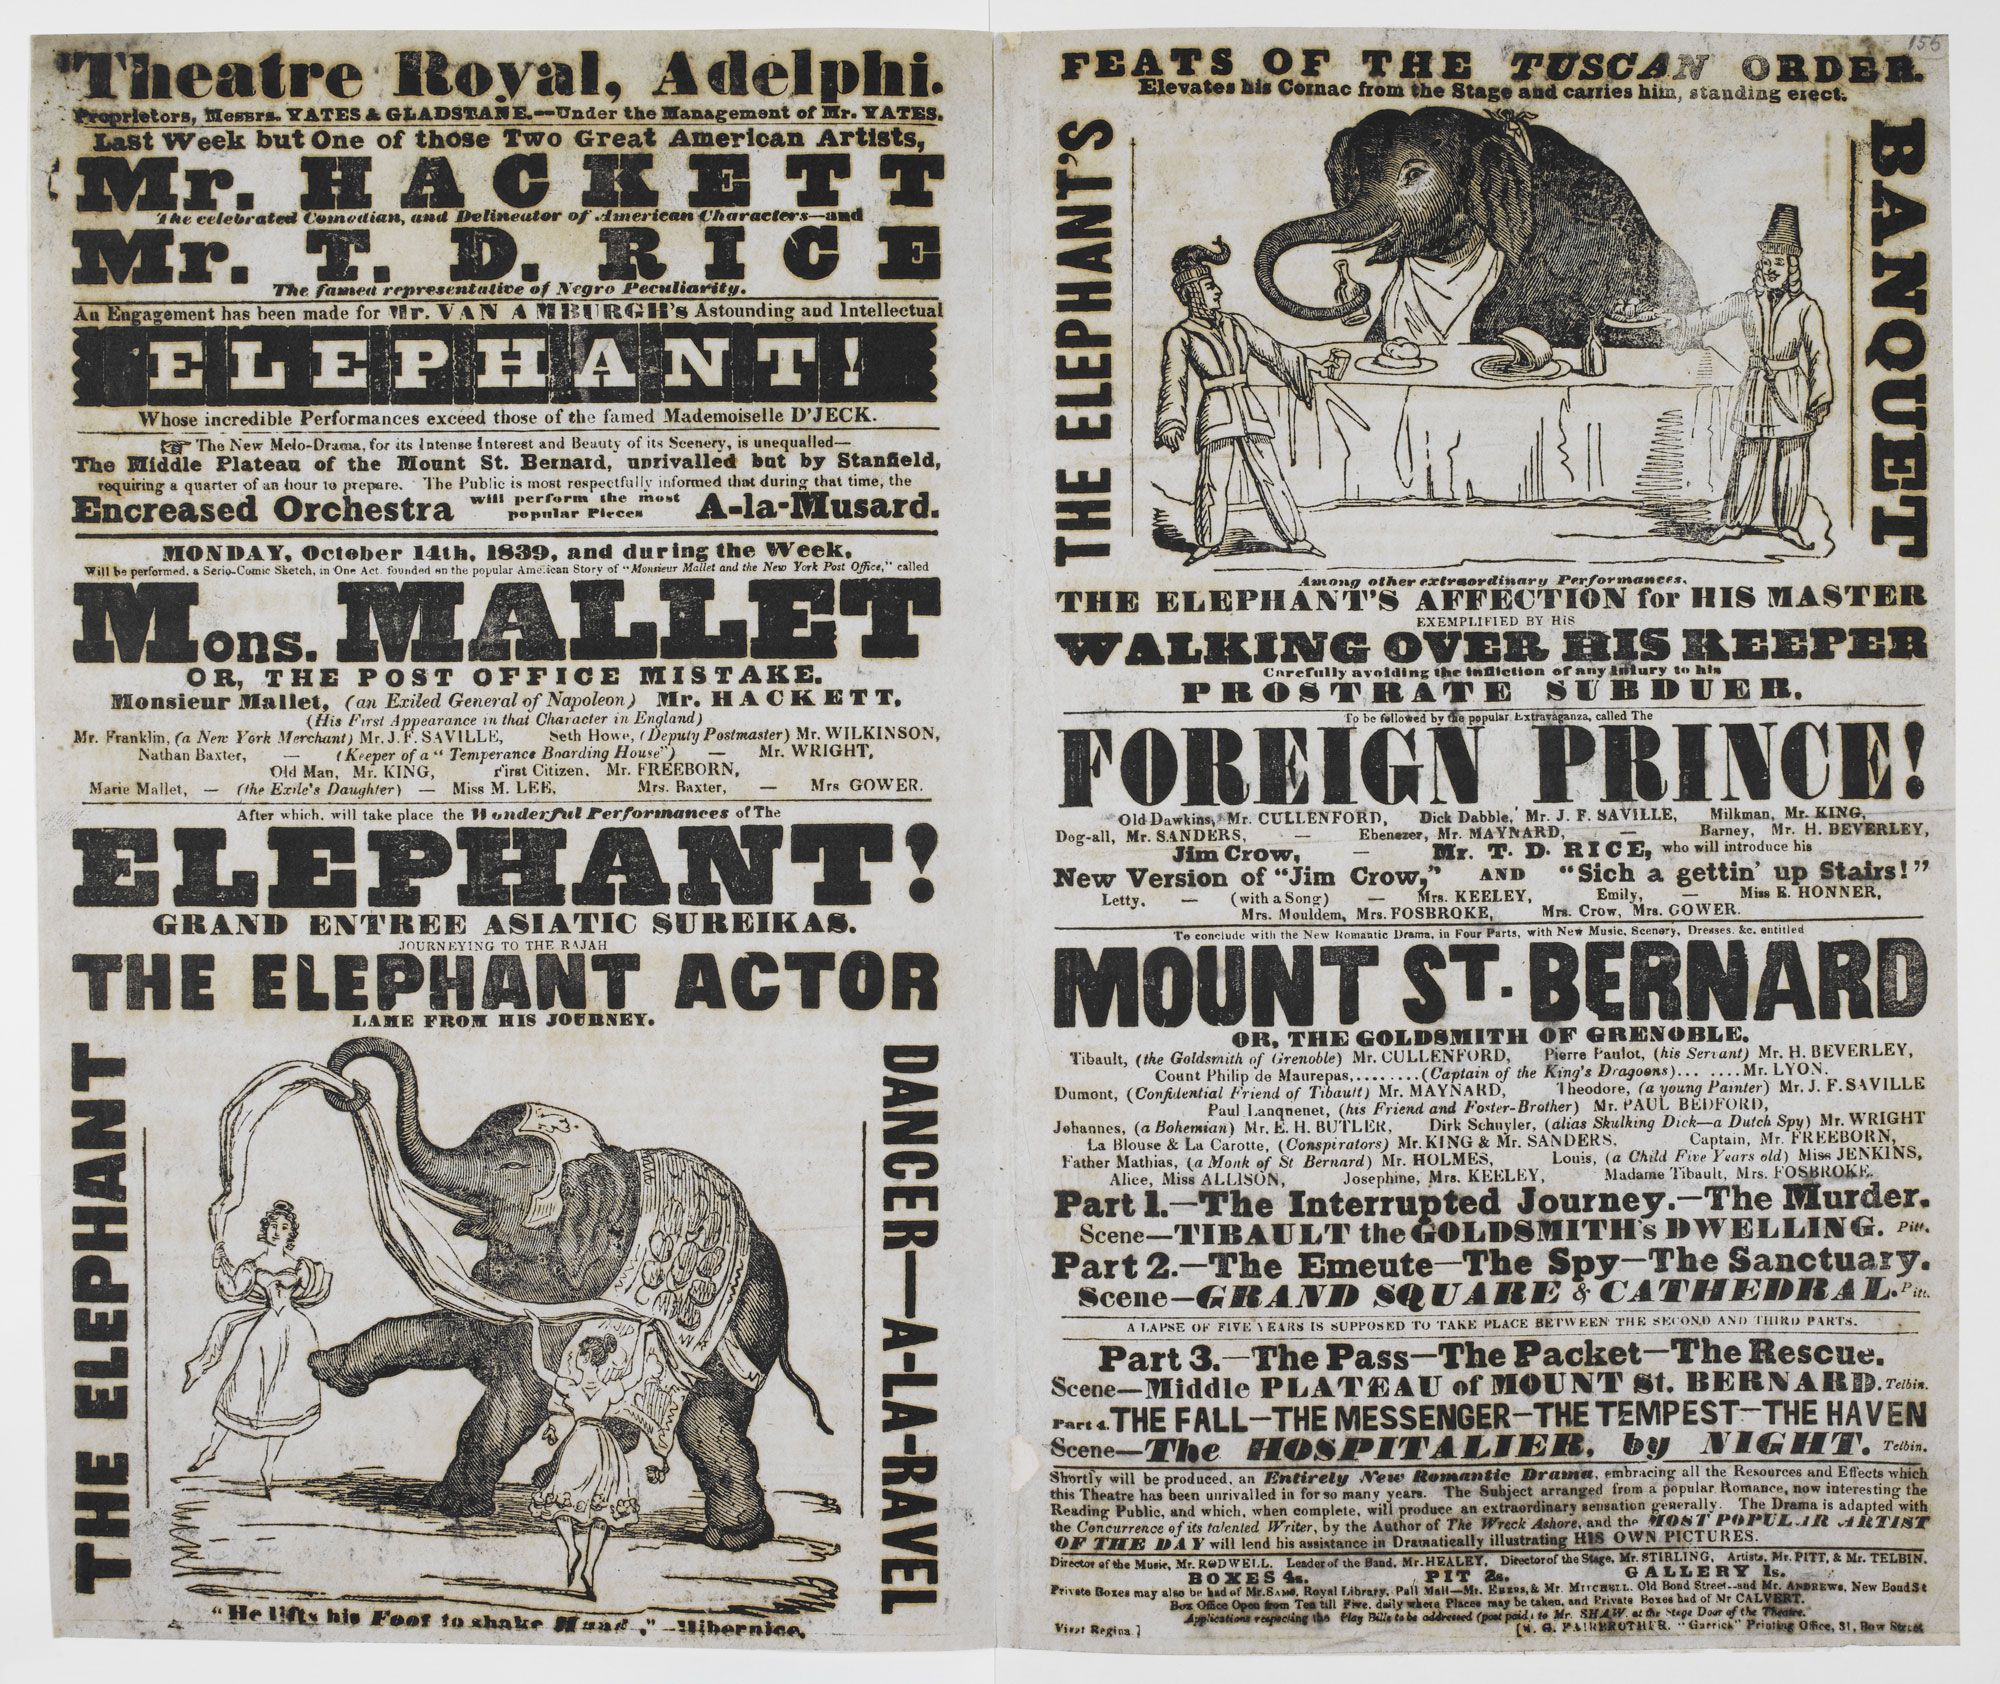 Theatre Royal, Adelphi.
Proprietors, Messrs. YATES & GLADSTANE.—Under the Management of Mr. YATES.
Last Week but One of those Two Great American Artists,
Mr. HACKETT
The celebrated Comedian, and Delineator of American Characters—and
Mr. T. D. RICE
The famed representative of Negro Peculiarity.
An Engagement has been made for Mr. VAN AMBURGH's Astounding and Intellectual
ELEPHANT!
Whose incredible Performances exceed those of the famed Mademoiselle D'JECK.
☞ The New Melo-Drama, for its Intense Interest and Beauty of its Scenery, is unequalled—
The Middle Plateau of the Mount St. Bernard, unrivalled but by Stanfield,
requiring a quarter of an hour to prepare. The Public is most respectfully informed that during that time, the
Encreased Orchestra will perform the most popular Pieces A-la-Musard.
MONDAY, October 14th, 1839, and during the Week,
Will be performed, a Serio-Comic Sketch, in One Act, founded on the popular American Story of "Monsieur Mallet and the New York Post Office," called
Mons. MALLET
OR, THE POST OFFICE MISTAKE.
Monsieur Mallet, (an Exiled General of Napoleon) Mr. HACKETT,
(His First Appearance in that Character in England)
Mr. Franklin, (a New York Merchant) Mr. J. F. SAVILLE, Seth Howe, (Deputy Postmaster) Mr. WILKINSON,
Nathan Baxter, — (Keeper of a "Temperance Boarding House") — Mr. WRIGHT,
Old Man, Mr. KING, First Citizen, Mr. FREEBORN,
Marie Mallet, — (the Exile's Daughter) — Miss M. LEE, Mrs. Baxter, — Mrs GOWER.
After which, will take place the Wonderful Performances of The
ELEPHANT!
GRAND ENTREE ASIATIC SUREIKAS.
JOURNEYING TO THE RAJAH
THE ELEPHANT ACTOR
LAME FROM HIS JOURNEY.
THE ELEPHANT
DANCER—A-LA-RAVEL
"He lifts his Foot to shake Hand,"—Hibernice.
155
FEATS OF THE TUSCAN ORDER.
Elevates his Cornac from the Stage and carries him, standing erect.
THE ELEPHANT'S
BANQUET
Among other extraordinary Performances,
THE ELEPHANT'S AFFECTION for HIS MASTER
EXEMPLIFIED BY HIS
WALKING OVER HIS KEEPER
Carefully avoiding the infliction of any injury to his
PROSTRATE SUBDUER.
To be followed by the popular Extravaganza, called The
FOREIGN PRINCE!
Old Dawkins, Mr. CULLENFORD, Dick Dabble, Mr. J. F. SAVILLE, Milkman, Mr. KING,
Dog-all, Mr. SANDERS, — Ebenezer, Mr. MAYNARD, — Barney, Mr. H. BEVERLEY,
Jim Crow, — Mr. T. D. RICE, who will introduce his
New Version of "Jim Crow," AND "Sich a gettin' up Stairs!"
Letty, — (with a Song) — Mrs. KEELEY, Emily, — Miss E. HONNER,
Mrs. Mouldem, Mrs. FOSBROKE, Mrs. Crow, Mrs. GOWER.
To conclude with the New Romantic Drama, in Four Parts, with New Music, Scenery, Dresses, &c. entitled
MOUNT ST. BERNARD
OR, THE GOLDSMITH OF GRENOBLE.
Tibault, (the Goldsmith of Grenoble) Mr. CULLENFORD, Pierre Paulot, (his Servant) Mr. H. BEVERLEY,
Count Philip de Maurepas,........(Captain of the King's Dragoons)... .....Mr. LYON.
Dumont, (Confidential Friend of Tibault) Mr. MAYNARD, Theodore, (a young Painter) Mr. J. F. SAVILLE
Paul Lanquenet, (his Friend and Foster-Brother) Mr. PAUL BEDFORD,
Johannes, (a Bohemian) Mr. E. H. BUTLER, Dirk Schuyler, (alias Skulking Dick—a Dutch Spy) Mr. WRIGHT
La Blouse & La Carotte, (Conspirators) Mr. KING & Mr. SANDERS, Captain, Mr. FREEBORN,
Father Mathias, (a Monk of St Bernard) Mr. HOLMES, Louis, (a Child Five Years old) Miss JENKINS,
Alice, Miss ALLISON, Josephine, Mrs. KEELEY, Madame Tibault, Mrs. FOSBROKE.
Part 1.—The Interrupted Journey.—The Murder.
Scene—TIBAULT the GOLDSMITH's DWELLING. Pitt.
Part 2.—The Emeute—The Spy—The Sanctuary.
Scene—GRAND SQUARE & CATHEDRAL. Pitt.
A LAPSE OF FIVE YEARS IS SUPPOSED TO TAKE PLACE BETWEEN THE SECOND AND THIRD PARTS.
Part 3.—The Pass—The Packet—The Rescue.
Scene—Middle PLATEAU of MOUNT St. BERNARD. Telbin.
Part 4. THE FALL—THE MESSENGER—THE TEMPEST—THE HAVEN
Scene—The HOSPITALIER, by NIGHT. Telbin.
Shortly will be produced, an Entirely New Romantic Drama, embracing all the Resources and Effects which
this Theatre has been unrivalled in for so many years. The Subject arranged from a popular Romance, now interesting the
Reading Public, and which, when complete, will produce an extraordinary sensation generally. The Drama is adapted with
the Concurrence of its talented Writer, by the Author of The Wreck Ashore, and the MOST POPULAR ARTIST
OF THE DAY will lend his assistance in Dramatically illustrating HIS OWN PICTURES.
Director of the Music, Mr. RODWELL. Leader of the Band, Mr. HEALEY, Director of the Stage, Mr. STIRLING, Artists, Mr. PITT, & Mr. TELBIN.
BOXES 4s. PIT 2s. GALLERY 1s.
Private Boxes may also be had of Mr. SAMS, Royal Library, Pall Mall—Mr. EBERS, & Mr. MITCHELL, Old Bond Street—and Mr. ANDREWS, New Bond St
Box Office Open from Ten till Five, daily where Places may be taken, and Private Boxes had of Mr CALVERT.
Applications respecting the Play Bills to be addressed (post paid) to Mr. SHAW, at the Stage Door of the Theatre.
Vivat Regina.] [S. G. FAIRBROTHER, "Garrick" Printing Office, 31, Bow Street